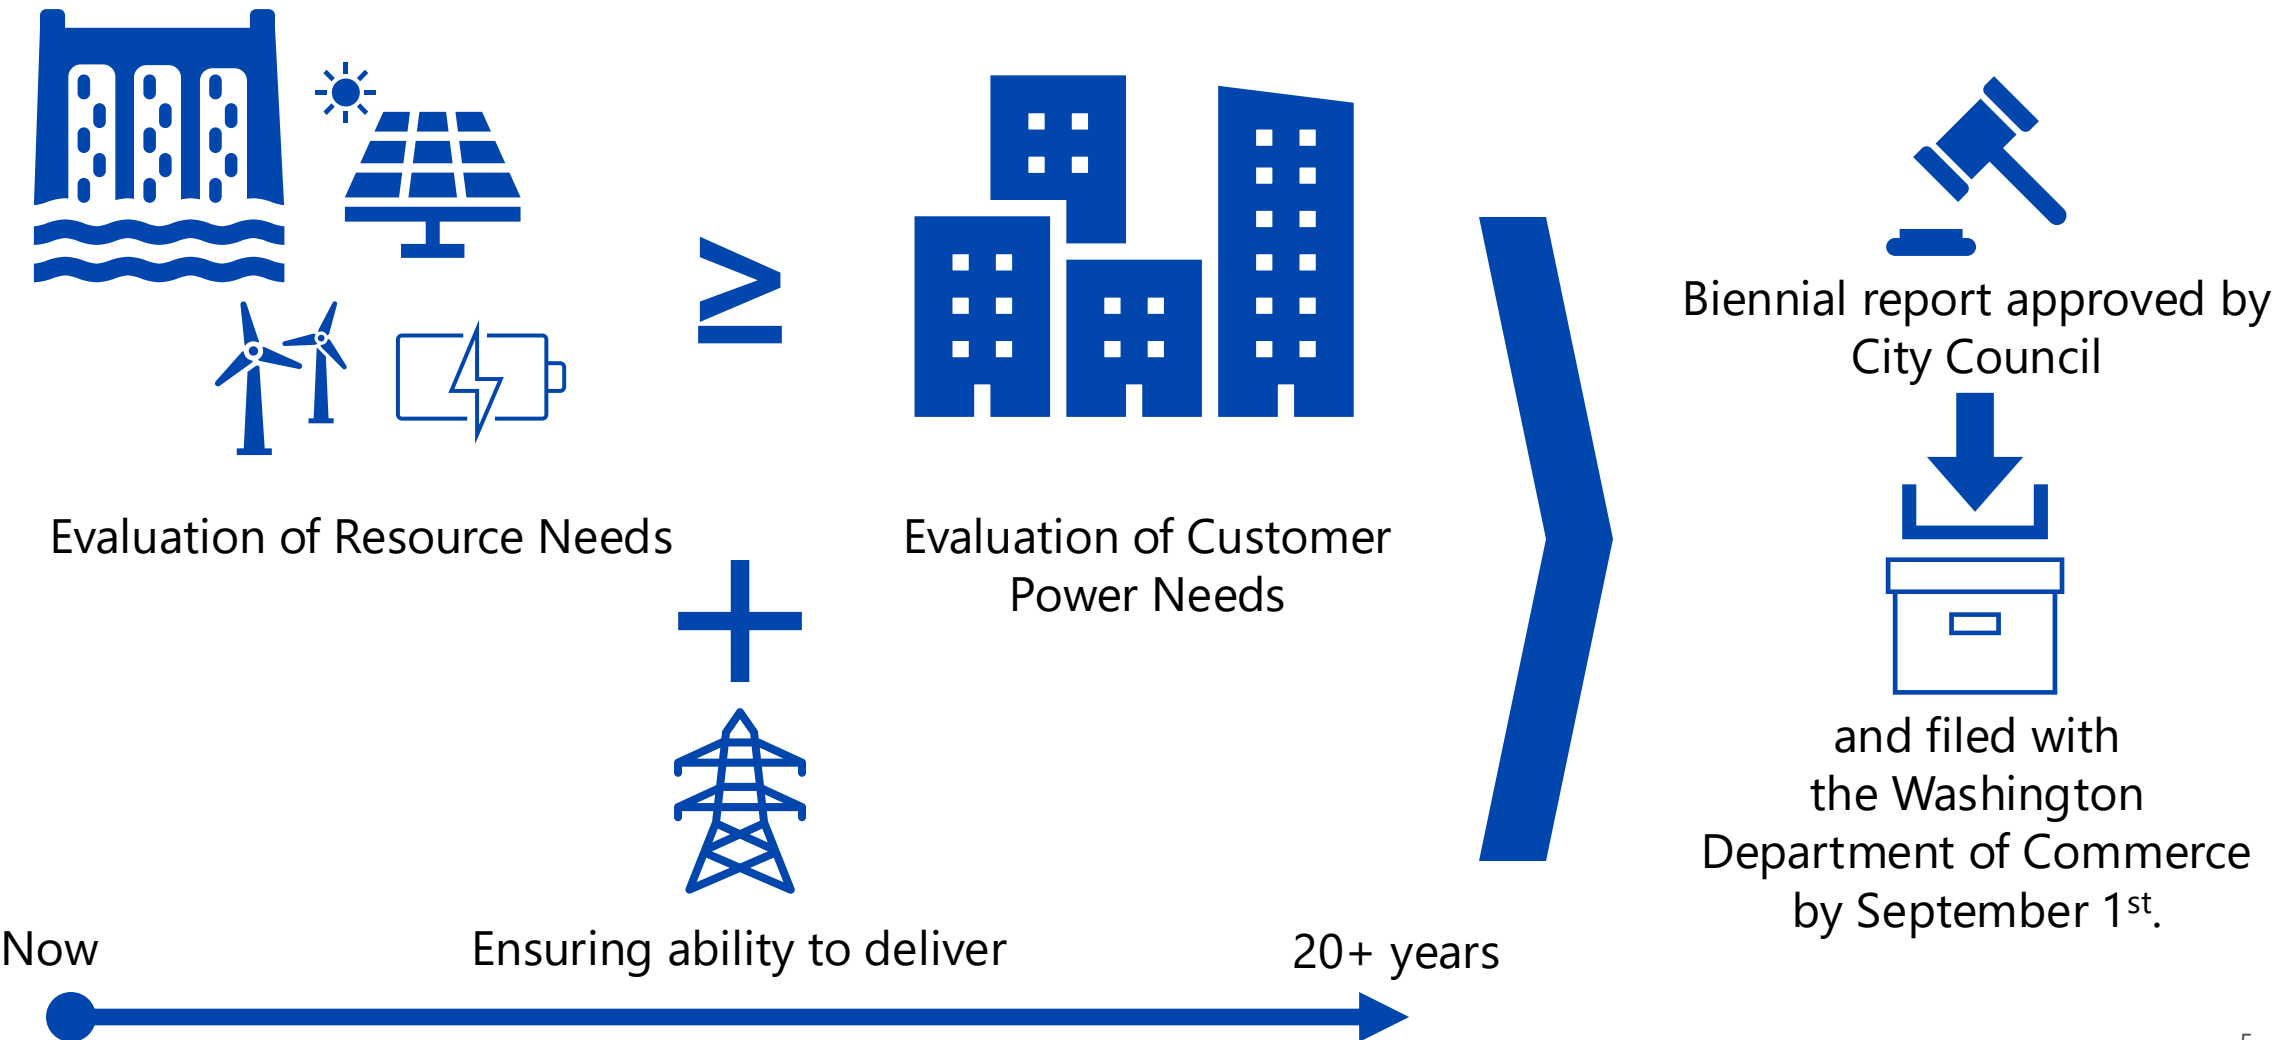 ≥
Evaluation of Resource Needs
Evaluation of Customer
Power Needs
+
Ensuring ability to deliver
Now
20+ years
Biennial report approved by
City Council
and filed with
the Washington
Department of Commerce
by September 1st.
5